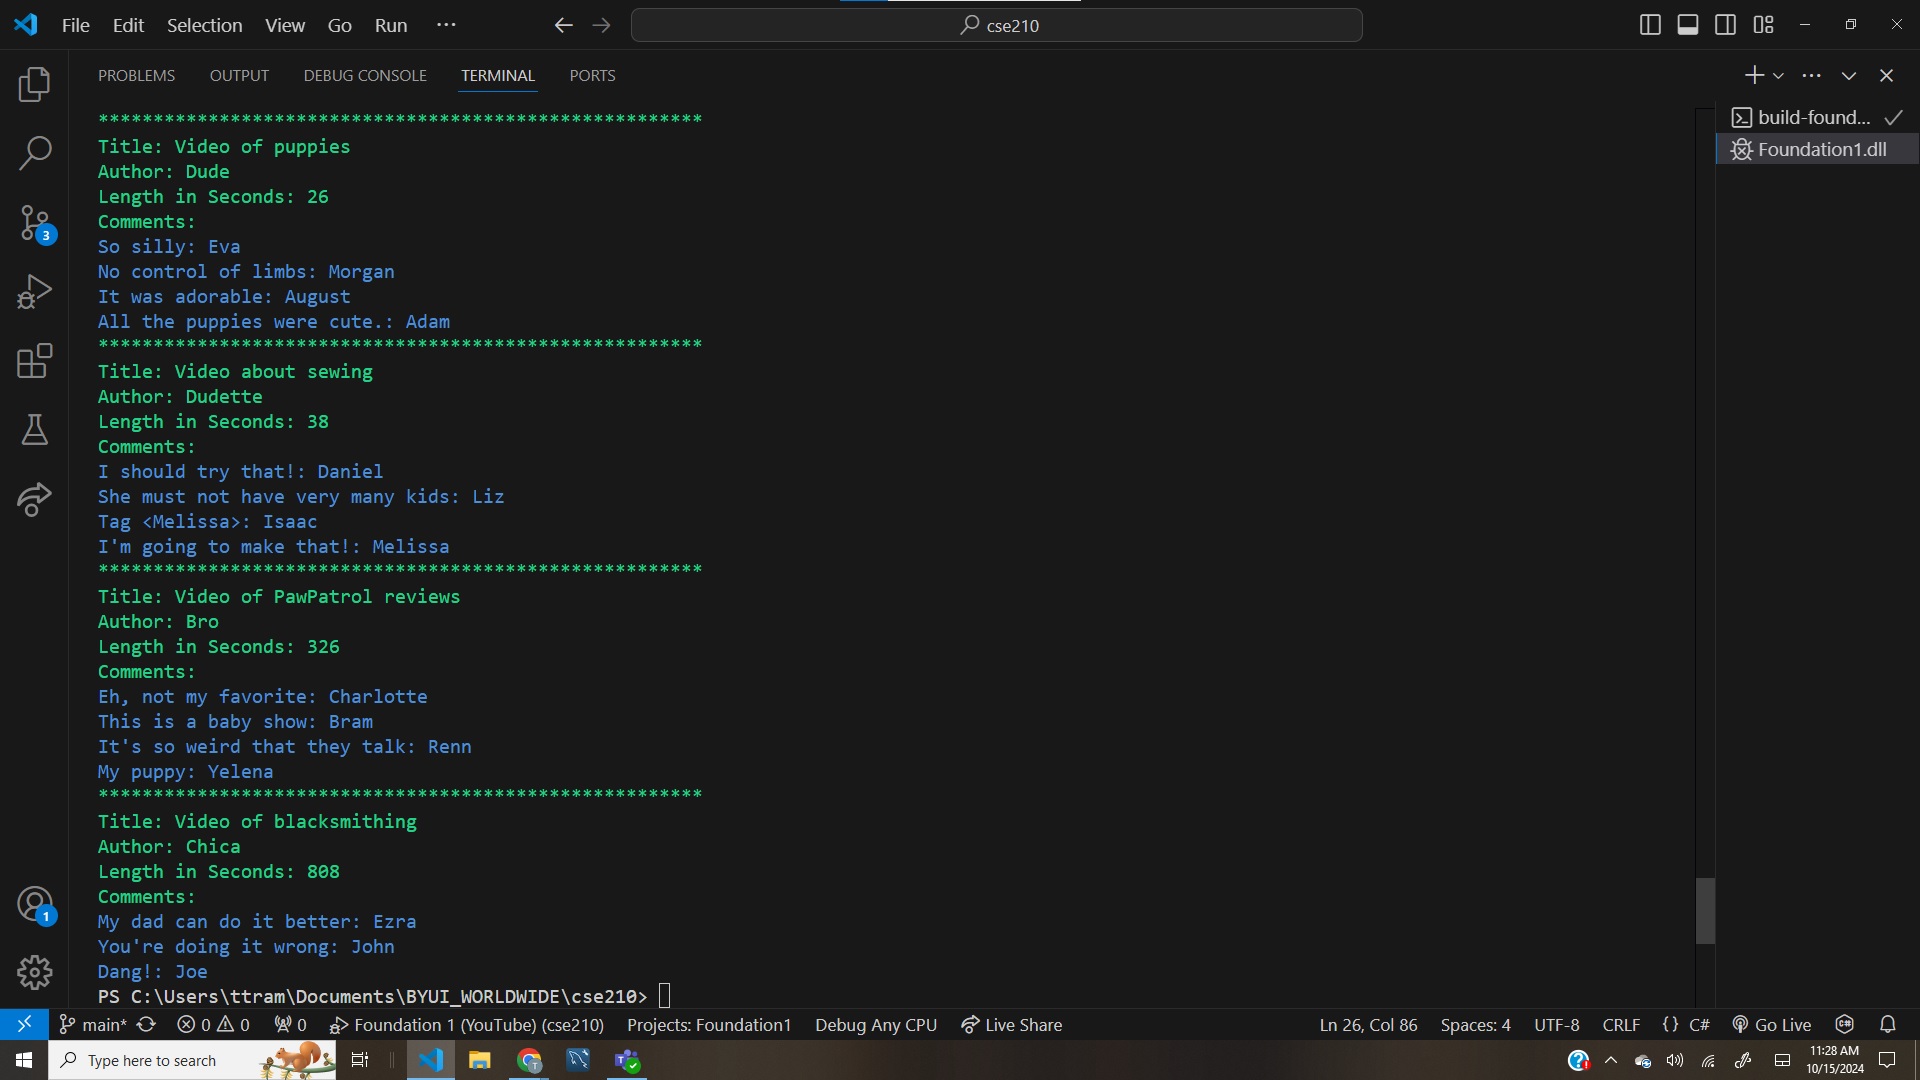 File Edit Selection View Go Run ··· cse210
PROBLEMS OUTPUT DEBUG CONSOLE TERMINAL PORTS
build-found...
Foundation1.dll
*******************************************************
Title: Video of puppies
Author: Dude
Length in Seconds: 26
Comments:
So silly: Eva
No control of limbs: Morgan
It was adorable: August
All the puppies were cute.: Adam
*******************************************************
Title: Video about sewing
Author: Dudette
Length in Seconds: 38
Comments:
I should try that!: Daniel
She must not have very many kids: Liz
Tag <Melissa>: Isaac
I'm going to make that!: Melissa
*******************************************************
Title: Video of PawPatrol reviews
Author: Bro
Length in Seconds: 326
Comments:
Eh, not my favorite: Charlotte
This is a baby show: Bram
It's so weird that they talk: Renn
My puppy: Yelena
*******************************************************
Title: Video of blacksmithing
Author: Chica
Length in Seconds: 808
Comments:
My dad can do it better: Ezra
You're doing it wrong: John
Dang!: Joe
PS C:\Users\ttram\Documents\BYUI_WORLDWIDE\cse210>
3
1
main* 0 0 0 Foundation 1 (YouTube) (cse210) Projects: Foundation1 Debug Any CPU Live Share Ln 26, Col 86 Spaces: 4 UTF-8 CRLF {} C# Go Live
Type here to search
11:28 AM
10/15/2024